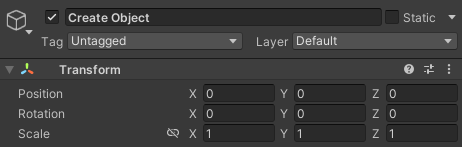 Create Object Static
Tag Untagged Layer Default
Transform
Position X 0 Y 0 Z 0
Rotation X 0 Y 0 Z 0
Scale X 1 Y 1 Z 1